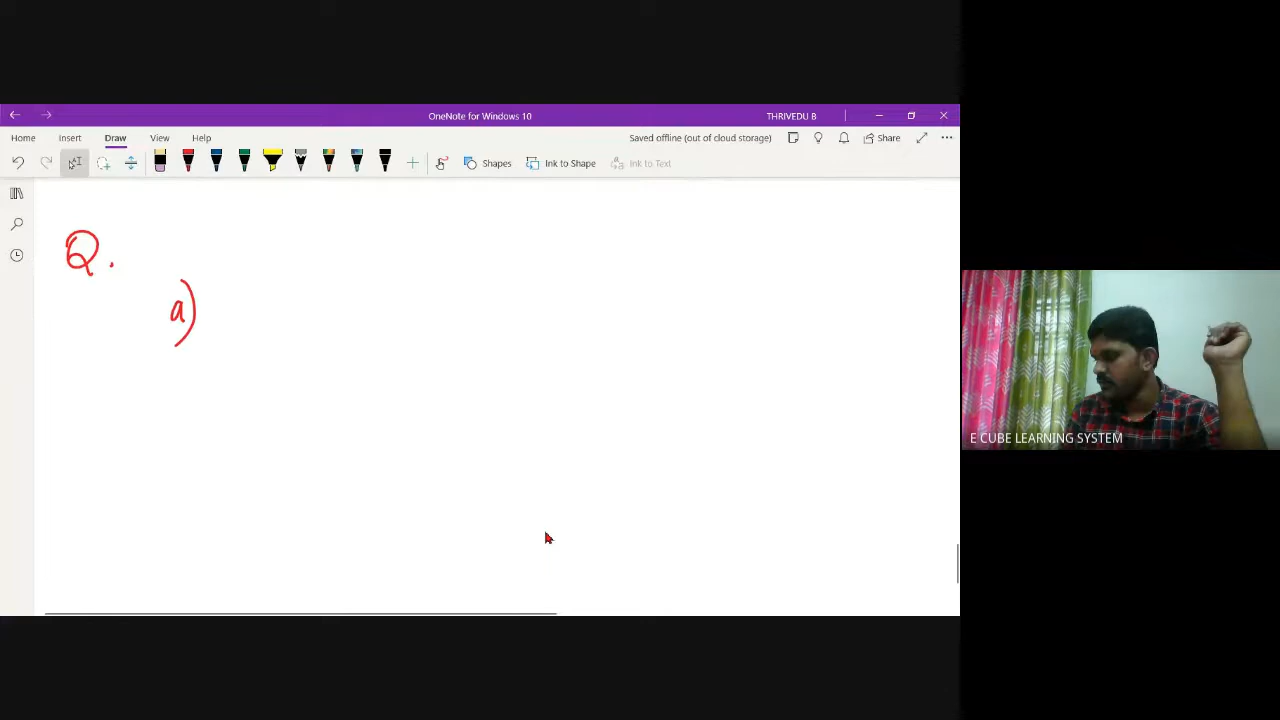 OneNote for Windows 10
THRIVEDU B
Home Insert Draw View Help
Saved offline (out of cloud storage)
Share
Shapes
Ink to Shape
Ink to Text
Q.
a)
E CUBE LEARNING SYSTEM